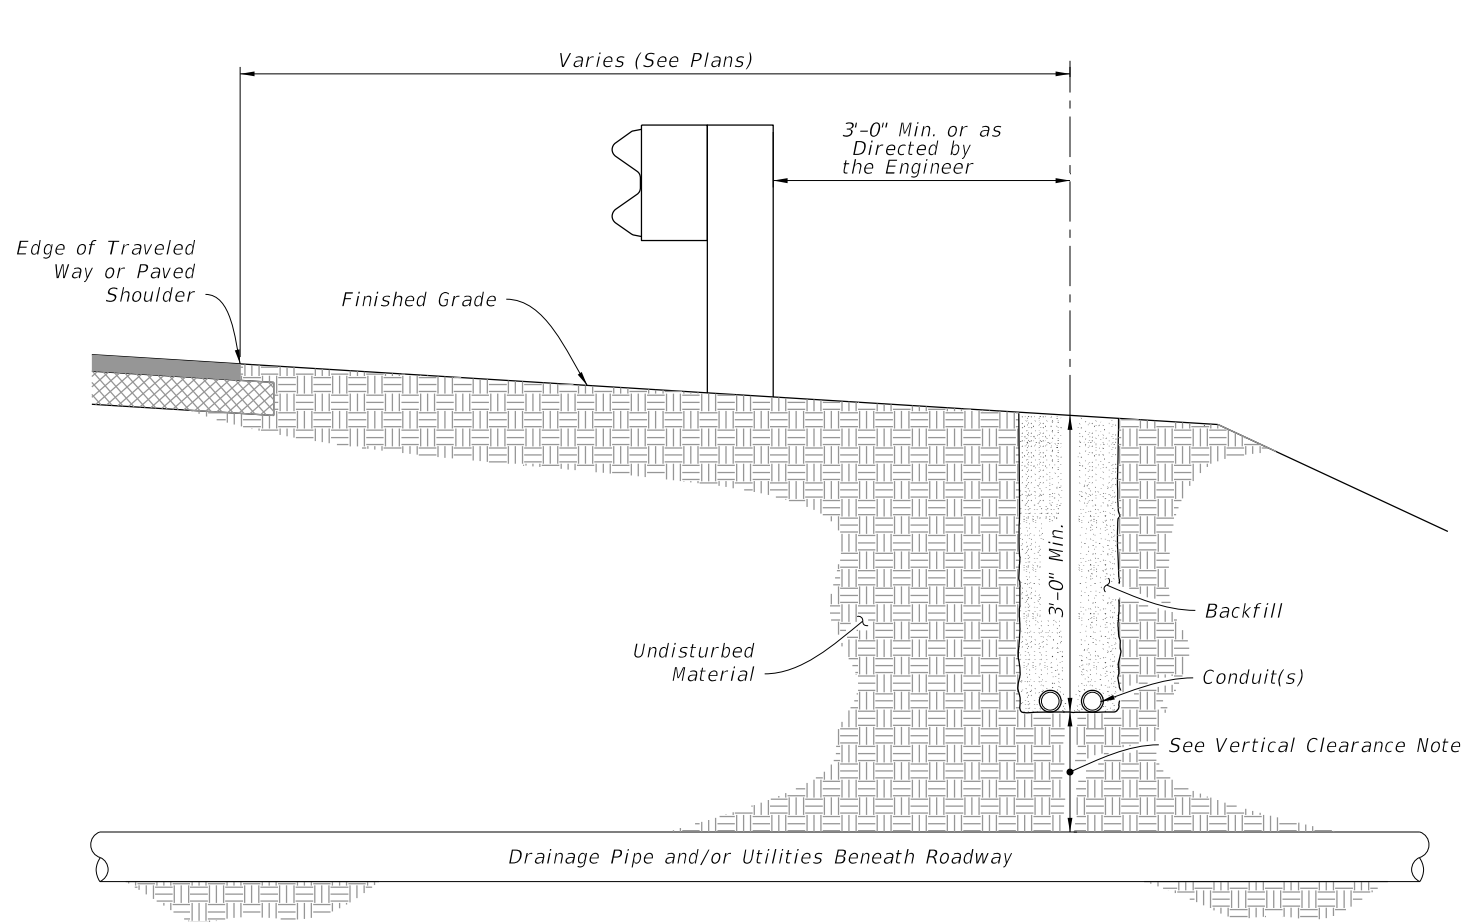 Varies (See Plans)
3'-0" Min. or as
Directed by
the Engineer
Edge of Traveled
Way or Paved
Shoulder
Finished Grade
3'-0" Min.
Backfill
Undisturbed
Material
Conduit(s)
See Vertical Clearance Note
Drainage Pipe and/or Utilities Beneath Roadway